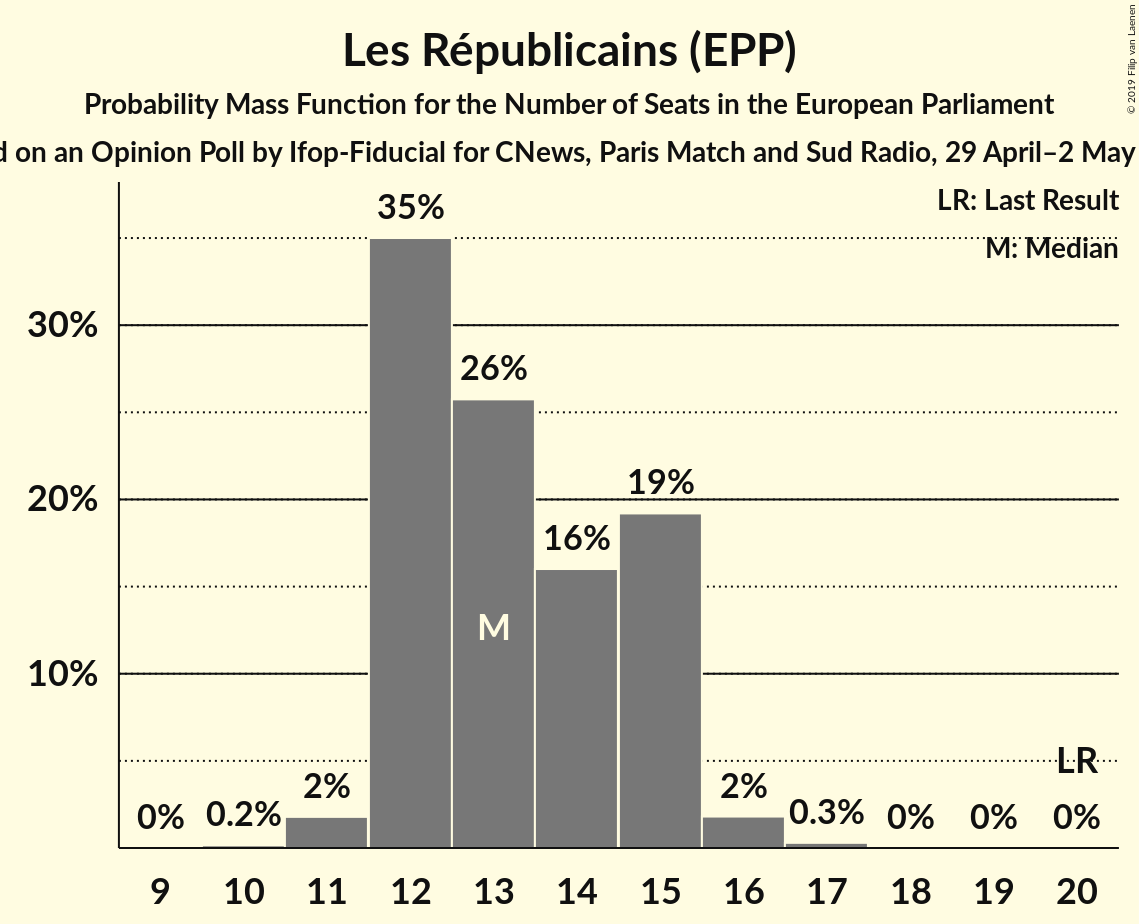 © 2019 Filip van Laenen
Les Républicains (EPP)
Probability Mass Function for the Number of Seats in the European Parliament
on an Opinion Poll by Ifop-Fiducial for CNews, Paris Match and Sud Radio, 29 April–2 May
LR: Last Result
M: Median
35%
30%
26%
20%
19%
16%
M
10%
LR
0% 0.2% 2% 2% 0.3% 0% 0% 0%
9 10 11 12 13 14 15 16 17 18 19 20